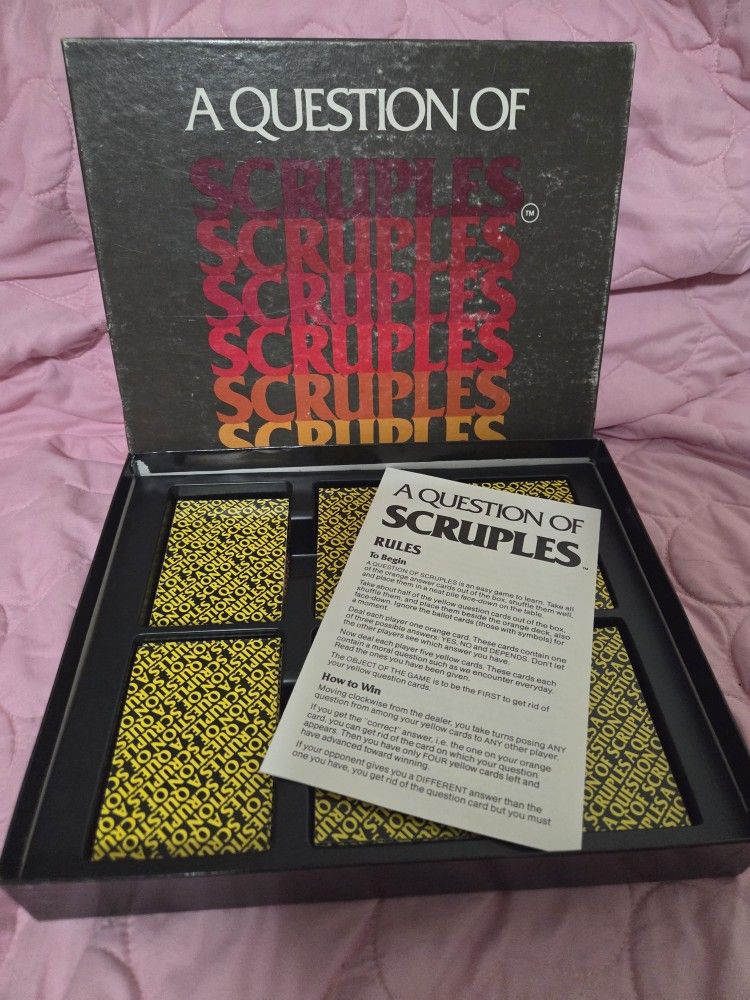 A QUESTION OF
SCRUPLES
TM
SCRUPLES
SCRUPLES
SCRUPLES
SCRUPLES
SCRUPLES
A QUESTION OF
SCRUPLES
TM
RULES
To Begin
A QUESTION OF SCRUPLES is an easy game to learn. Take all
of the orange answer cards out of the box, shuffle them well,
and place them in a neat pile face-down on the table.
Take about half of the yellow question cards out of the box,
shuffle them, and place them beside the orange deck, also
face-down. Ignore the ballot cards (those with symbols) for
a moment.
Deal each player one orange card. These cards contain one
of three possible answers, YES, NO and DEPENDS. Don't let
the other players see which answer you have.
Now deal each player five yellow cards. These cards each
contain a moral question such as we encounter everyday.
Read the ones you have been given.
The OBJECT OF THE GAME is to be the FIRST to get rid of
your yellow question cards.
How to Win
Moving clockwise from the dealer, you take turns posing ANY
question from among your yellow cards to ANY other player.
If you get the "correct" answer, i.e. the one on your orange
card, you can get rid of the card on which your question
appears. Then you have only FOUR yellow cards left and
have advanced toward winning.
If your opponent gives you a DIFFERENT answer than the
one you have, you get rid of the question card but you must